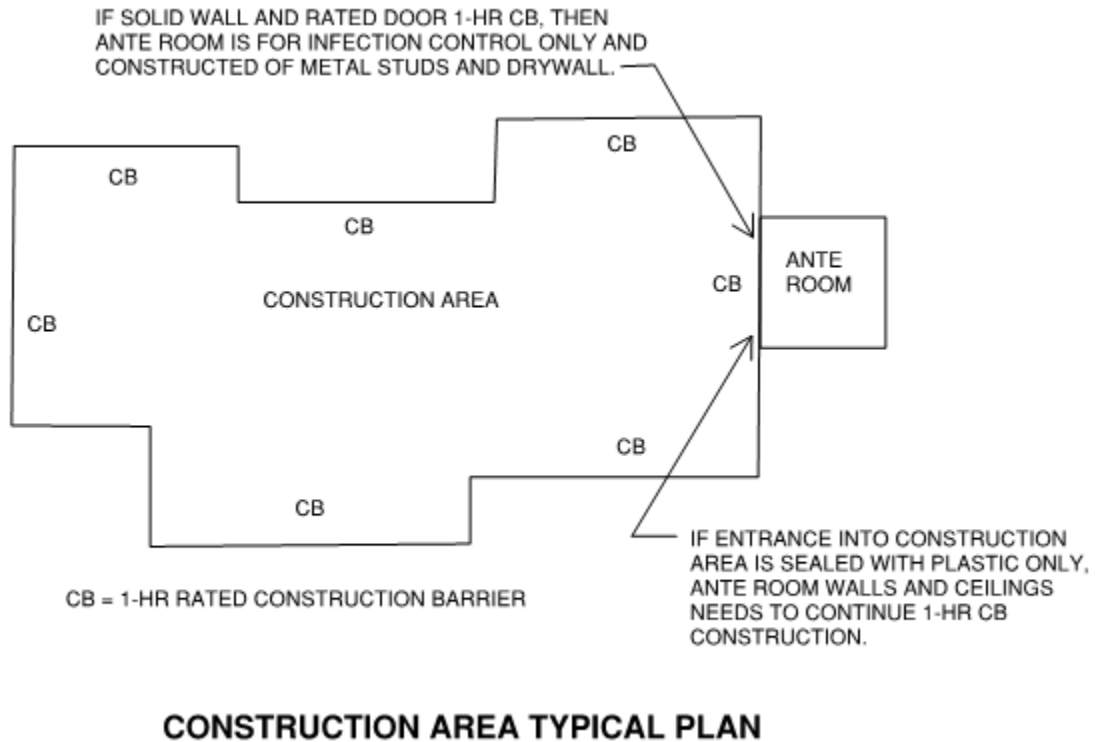 IF SOLID WALL AND RATED DOOR 1-HR CB, THEN
ANTE ROOM IS FOR INFECTION CONTROL ONLY AND
CONSTRUCTED OF METAL STUDS AND DRYWALL.
CB
CB
CB
CB
CB
ANTE
ROOM
CONSTRUCTION AREA
CB
CB
CB
IF ENTRANCE INTO CONSTRUCTION
AREA IS SEALED WITH PLASTIC ONLY,
ANTE ROOM WALLS AND CEILINGS
NEEDS TO CONTINUE 1-HR CB
CONSTRUCTION.
CB = 1-HR RATED CONSTRUCTION BARRIER
CONSTRUCTION AREA TYPICAL PLAN